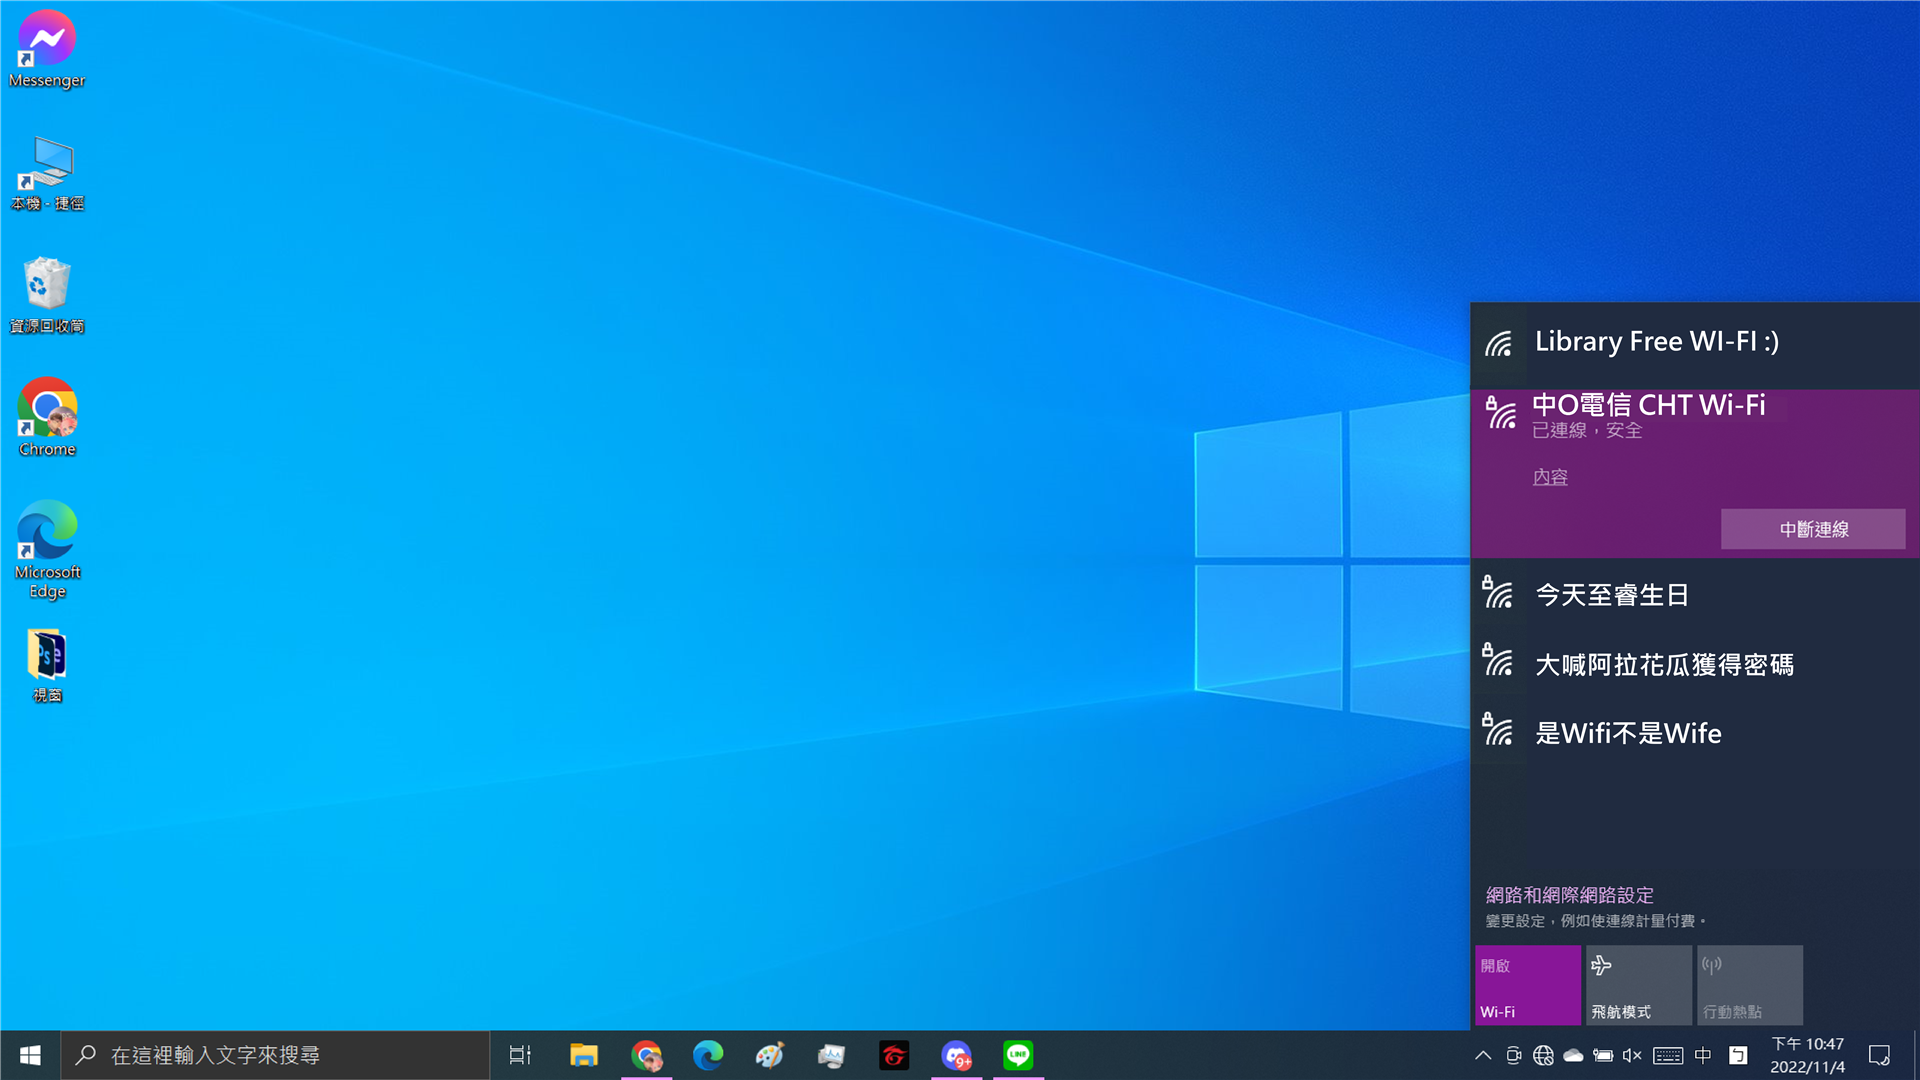 Messenger
本機 - 捷徑
資源回收筒
Chrome
Microsoft
Edge
視窗
Library Free WI-FI :)
中O電信 CHT Wi-Fi
已連線，安全
內容
中斷連線
今天至睿生日
大喊阿拉花瓜獲得密碼
是Wifi不是Wife
網路和網際網路設定
變更設定，例如使連線計量付費。
開啟
Wi-Fi
飛航模式
行動熱點
在這裡輸入文字來搜尋
9+
LINE
中
ㄅ
下午 10:47
2022/11/4